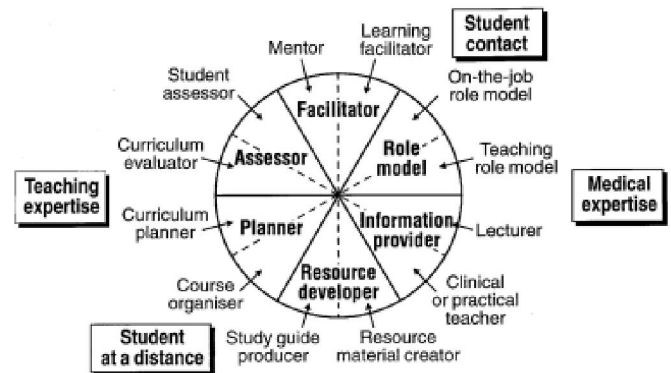 Student
contact
Learning
facilitator
Mentor
Student
assessor
On-the-job
role model
Facilitator
Curriculum
evaluator
Assessor
Role
model
Teaching
role model
Teaching
expertise
Medical
expertise
Curriculum
planner
Planner
Information
provider
Lecturer
Course
organiser
Resource
developer
Clinical
or practical
teacher
Student
at a distance
Study guide
producer
Resource
material creator